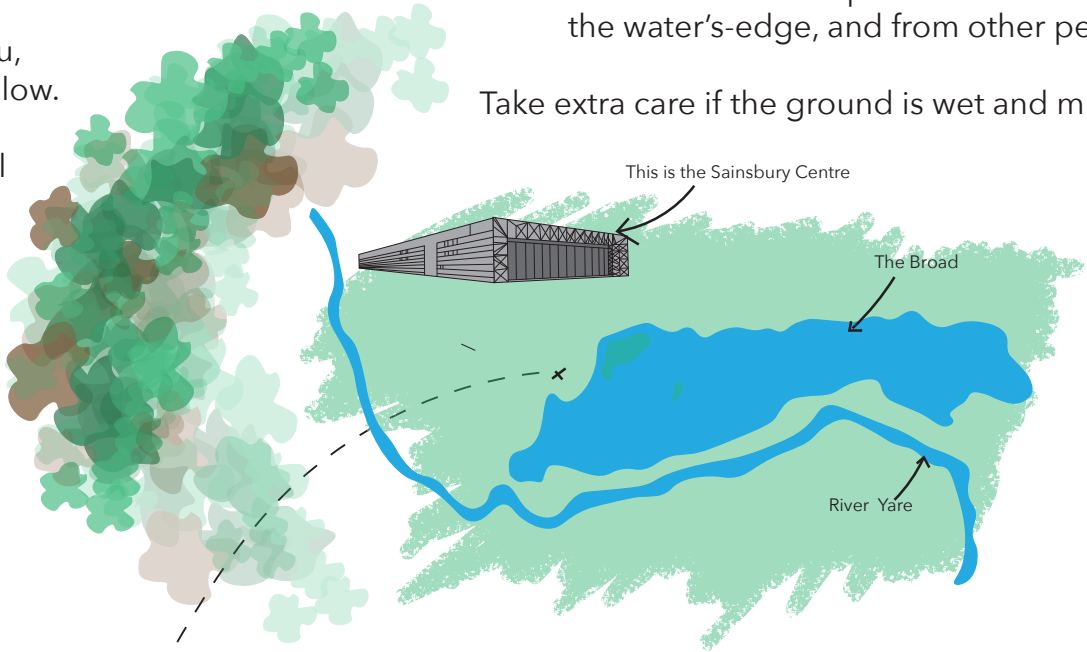 u,
low.
the water's-edge, and from other pe
Take extra care if the ground is wet and m
This is the Sainsbury Centre
The Broad
River Yare